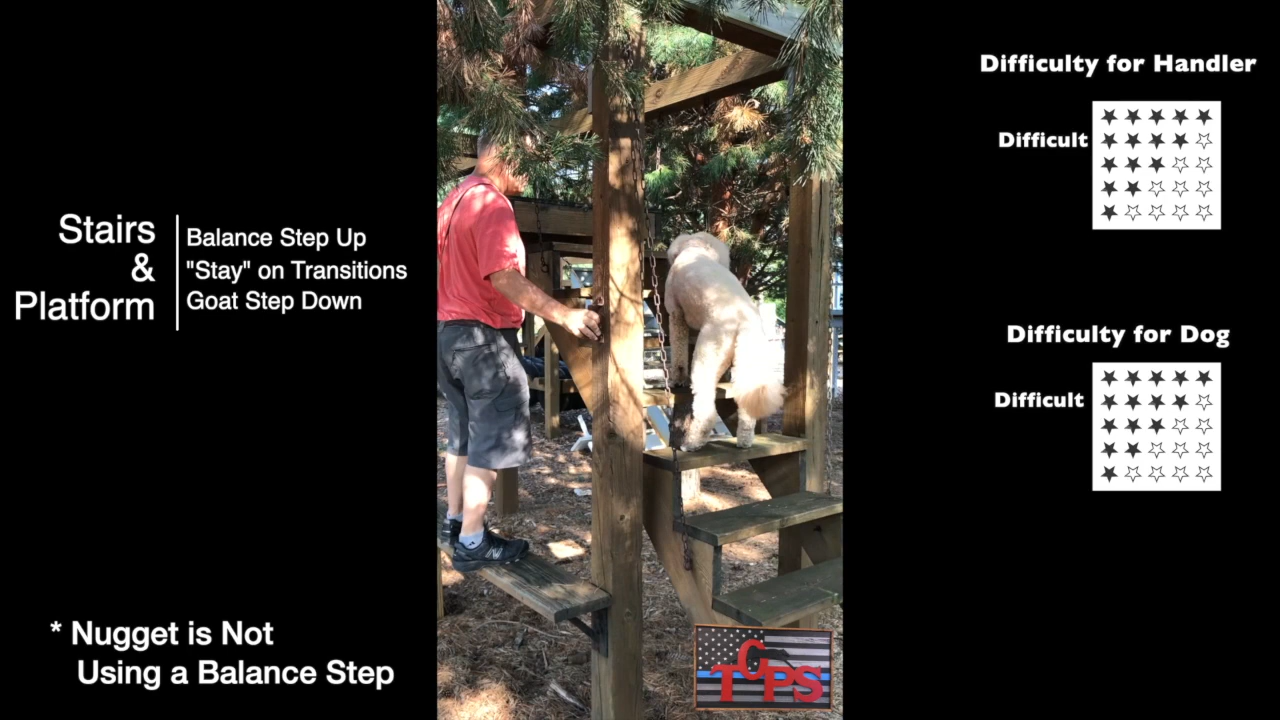 Stairs
&
Platform
Balance Step Up
"Stay" on Transitions
Goat Step Down
* Nugget is Not
Using a Balance Step
Difficulty for Handler
Difficult
Difficulty for Dog
Difficult
TCPS